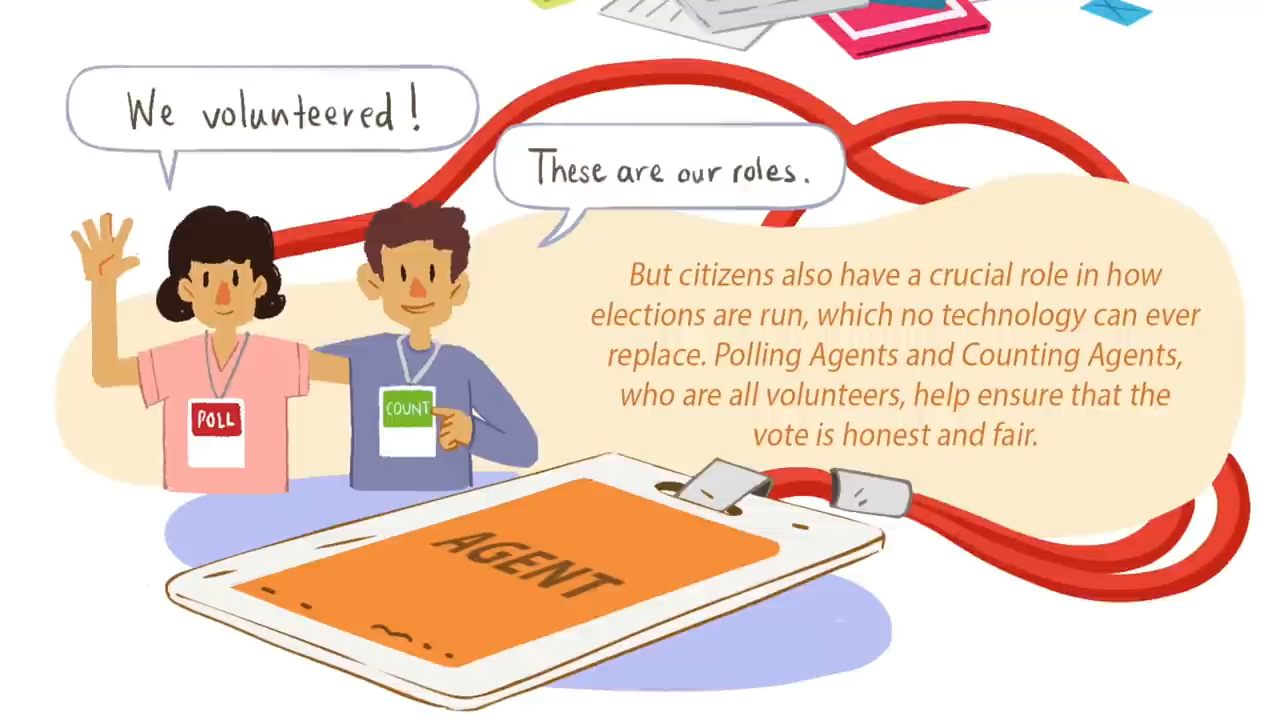 We volunteered!
These are our roles.
But citizens also have a crucial role in how
elections are run, which no technology can ever
replace. Polling Agents and Counting Agents,
who are all volunteers, help ensure that the
vote is honest and fair.
POLL
COUNT
AGENT